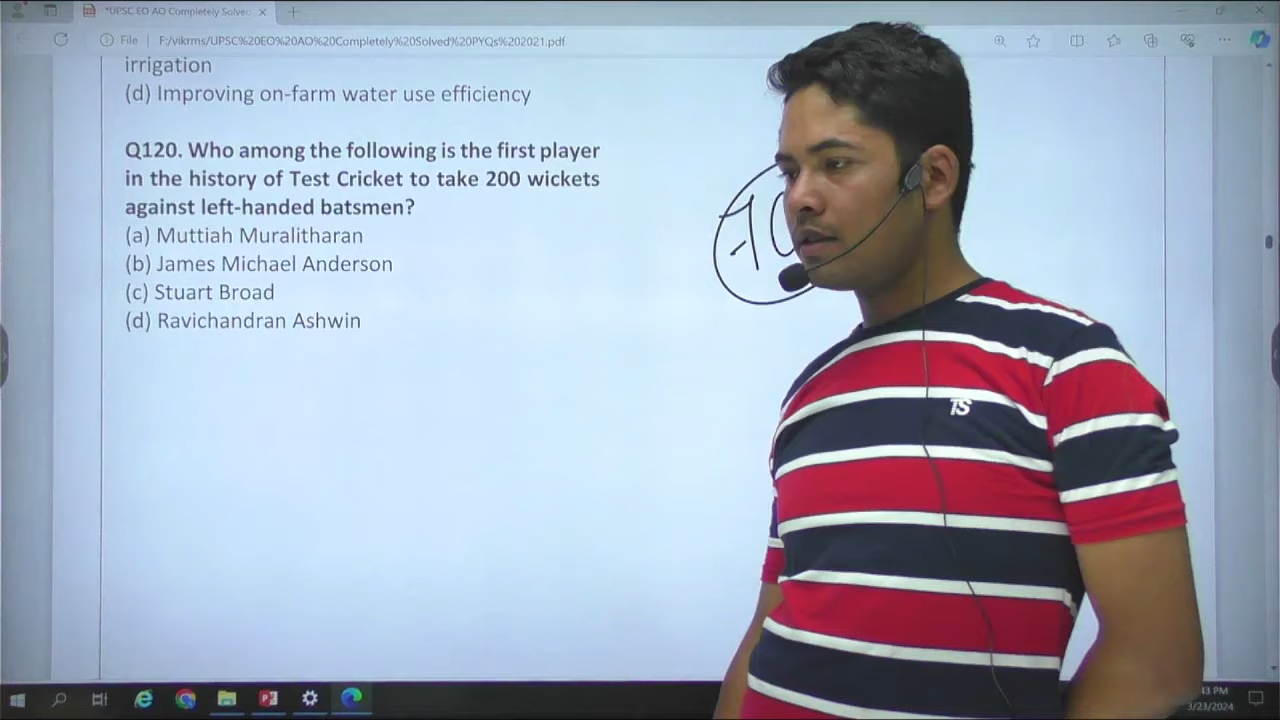 *UPSC EO AO Completely Solved
File F:/vikrms/UPSC%20EO%20AO%20Completely%20Solved%20PYQs%202021.pdf
irrigation
(d) Improving on-farm water use efficiency
Q120. Who among the following is the first player
in the history of Test Cricket to take 200 wickets
against left-handed batsmen?
(a) Muttiah Muralitharan
(b) James Michael Anderson
(c) Stuart Broad
(d) Ravichandran Ashwin
TS
43 PM
3/23/2024